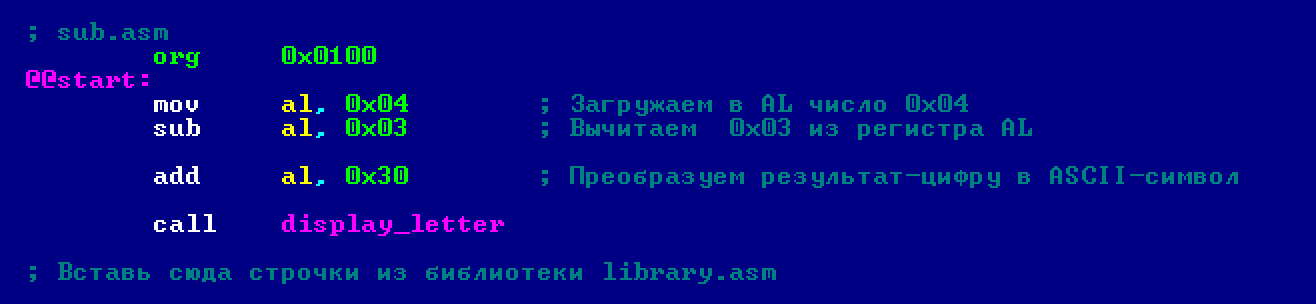 ; sub.asm
org 0x0100
@@start:
mov al, 0x04 ; Загружаем в AL число 0x04
sub al, 0x03 ; Вычитаем 0x03 из регистра AL
add al, 0x30 ; Преобразуем результат-цифру в ASCII-символ
call display_letter
; Вставь сюда строчки из библиотеки library.asm